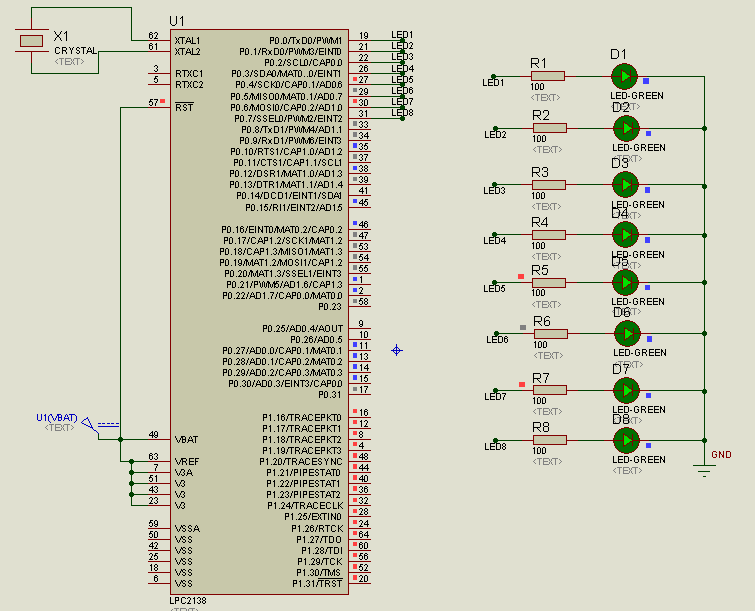 U1
X1
CRYSTAL
<TEXT>
62 XTAL1 P0.0/TxD0/PWM1 19 LED1
61 XTAL2 P0.1/RxD0/PWM3/EINT0 21 LED2
P0.2/SCL0/CAP0.0 22 LED3
3 RTXC1 P0.3/SDA0/MAT0.0/EINT1 26 LED4
5 RTXC2 P0.4/SCK0/CAP0.1/AD0.6 27 LED5
P0.5/MISO0/MAT0.1/AD0.7 29 LED6
57 RST P0.6/MOSI0/CAP0.2/AD1.0 30 LED7
P0.7/SSEL0/PWM2/EINT2 31 LED8
P0.8/TxD1/PWM4/AD1.1 33
P0.9/RxD1/PWM6/EINT3 34
P0.10/RTS1/CAP1.0/AD1.2 35
P0.11/CTS1/CAP1.1/SCL1 37
P0.12/DSR1/MAT1.0/AD1.3 38
P0.13/DTR1/MAT1.1/AD1.4 39
P0.14/DCD1/EINT1/SDA1 41
P0.15/RI1/EINT2/AD1.5 45
P0.16/EINT0/MAT0.2/CAP0.2 46
P0.17/CAP1.2/SCK1/MAT1.2 47
P0.18/CAP1.3/MISO1/MAT1.3 53
P0.19/MAT1.2/MOSI1/CAP1.2 54
P0.20/MAT1.3/SSEL1/EINT3 55
P0.21/PWM5/AD1.6/CAP1.3 1
P0.22/AD1.7/CAP0.0/MAT0.0 2
P0.23 58
P0.25/AD0.4/AOUT 9
P0.26/AD0.5 10
P0.27/AD0.0/CAP0.1/MAT0.1 11
P0.28/AD0.1/CAP0.2/MAT0.2 13
P0.29/AD0.2/CAP0.3/MAT0.3 14
P0.30/AD0.3/EINT3/CAP0.0 15
P0.31 17
U1(VBAT)
<TEXT>
P1.16/TRACEPKT0 16
P1.17/TRACEPKT1 12
49 VBAT P1.18/TRACEPKT2 8
P1.19/TRACEPKT3 4
63 VREF P1.20/TRACESYNC 48
7 V3A P1.21/PIPESTAT0 44
51 V3 P1.22/PIPESTAT1 40
43 V3 P1.23/PIPESTAT2 36
23 V3 P1.24/TRACECLK 32
P1.25/EXTIN0 28
59 VSSA P1.26/RTCK 24
50 VSS P1.27/TDO 64
42 VSS P1.28/TDI 60
25 VSS P1.29/TCK 56
18 VSS P1.30/TMS 52
6 VSS P1.31/TRST 20
LPC2138
<TEXT>
R1 D1
LED1
100 LED-GREEN
<TEXT>
R2 D2
LED2
100 LED-GREEN
<TEXT> <TEXT>
R3 D3
LED3
100 LED-GREEN
<TEXT> <TEXT>
R4 D4
LED4
100 LED-GREEN
<TEXT>
R5 D5
LED5
100 LED-GREEN
<TEXT> <TEXT>
R6 D6
LED6
100 LED-GREEN
<TEXT> <TEXT>
R7 D7
LED7
100 LED-GREEN
<TEXT>
R8 D8
LED8
100 LED-GREEN
<TEXT> <TEXT>
GND